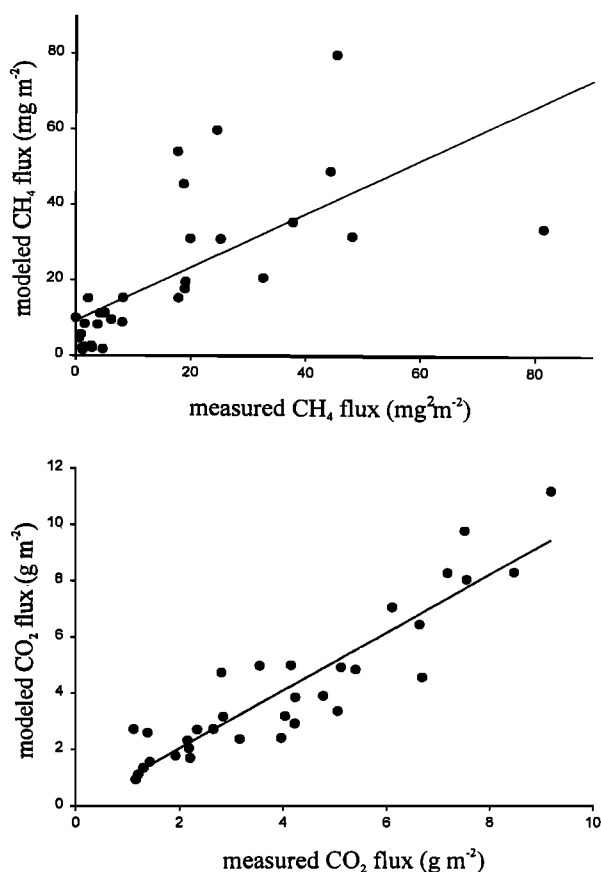 80
60
40
20
0
modeled CH₄ flux (mg m⁻²)
0 20 40 60 80
measured CH₄ flux (mg²m⁻²)
12
10
8
6
4
2
0
modeled CO₂ flux (g m⁻²)
0 2 4 6 8 10
measured CO₂ flux (g m⁻²)